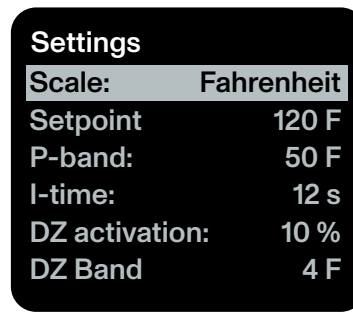 Settings
Scale: Fahrenheit
Setpoint 120 F
P-band: 50 F
I-time: 12 s
DZ activation: 10 %
DZ Band 4 F